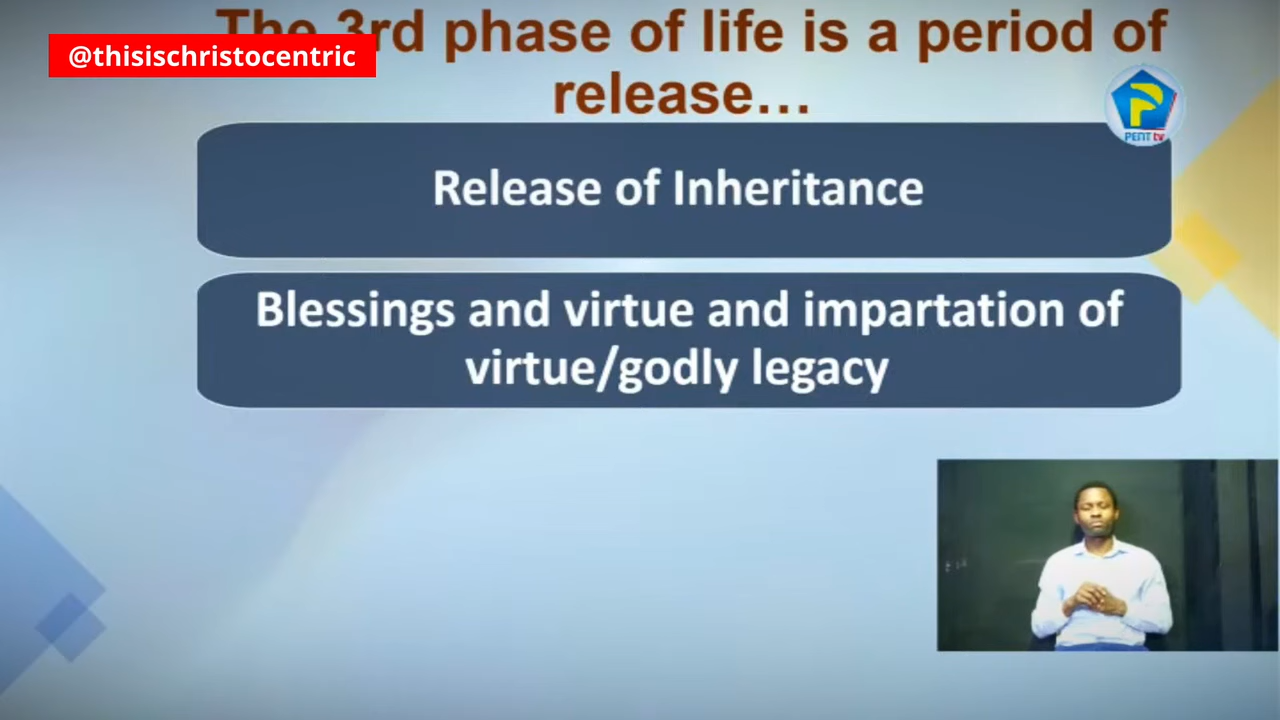 The 3rd phase of life is a period of
@thisischristocentric
release…
PENT tv
Release of Inheritance
Blessings and virtue and impartation of
virtue/godly legacy